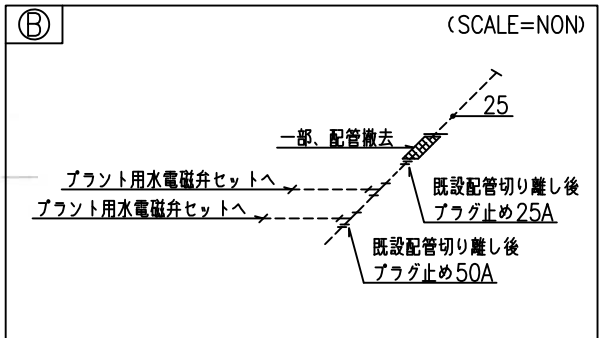 Ⓑ
(SCALE=NON)
25
一部、配管撤去
プラント用水電磁弁セットへ
既設配管切り離し後
プラグ止め25A
プラント用水電磁弁セットへ
既設配管切り離し後
プラグ止め50A